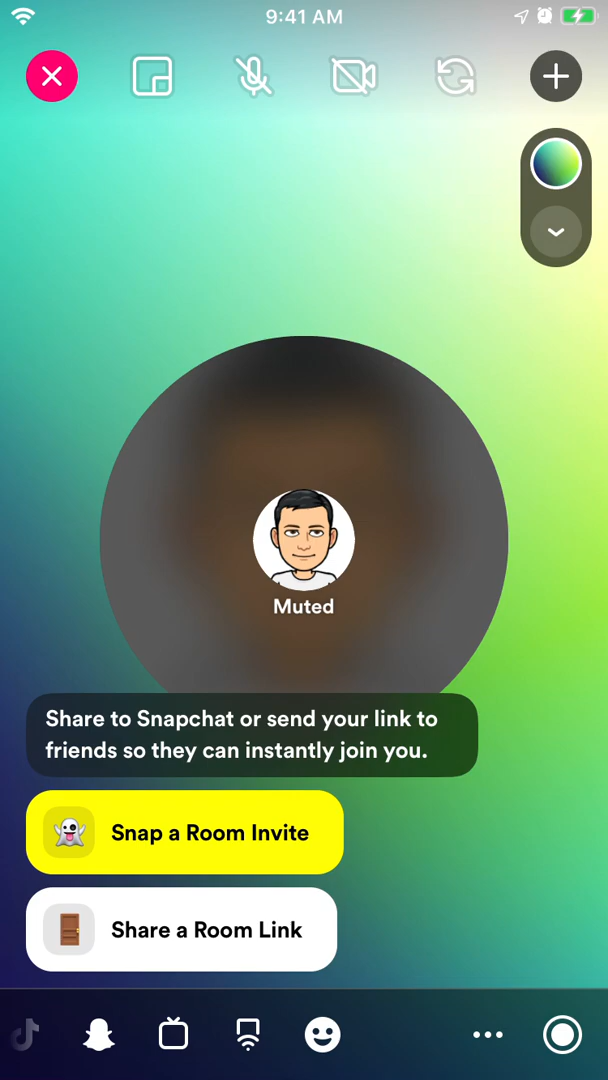 9:41 AM
Muted
Share to Snapchat or send your link to
friends so they can instantly join you.
Snap a Room Invite
Share a Room Link